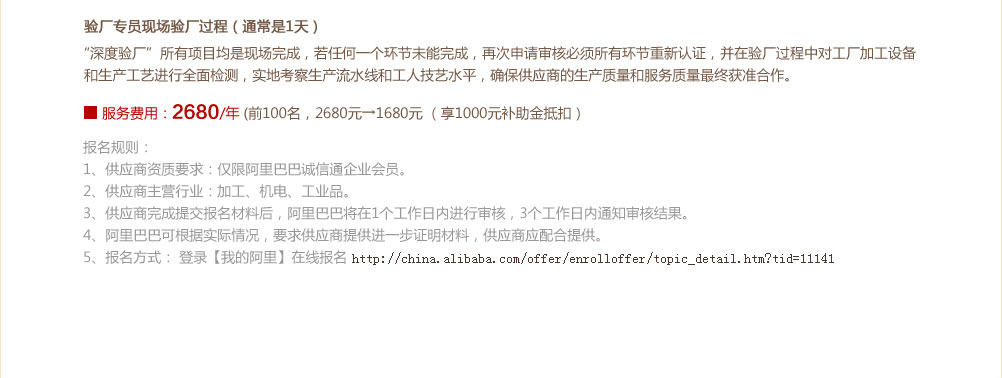 验厂专员现场验厂过程（通常是1天）
“深度验厂”所有项目均是现场完成，若任何一个环节未能完成，再次申请审核必须所有环节重新认证，并在验厂过程中对工厂加工设备
和生产工艺进行全面检测，实地考察生产流水线和工人技艺水平，确保供应商的生产质量和服务质量最终获准合作。
■ 服务费用：2680/年 (前100名，2680元→1680元（享1000元补助金抵扣）
报名规则：
1、供应商资质要求：仅限阿里巴巴诚信通企业会员。
2、供应商主营行业：加工、机电、工业品。
3、供应商完成提交报名材料后，阿里巴巴将在1个工作日内进行审核，3个工作日内通知审核结果。
4、阿里巴巴可根据实际情况，要求供应商提供进一步证明材料，供应商应配合提供。
5、报名方式： 登录【我的阿里】在线报名 http://china.alibaba.com/offer/enrolloffer/topic_detail.htm?tid=11141